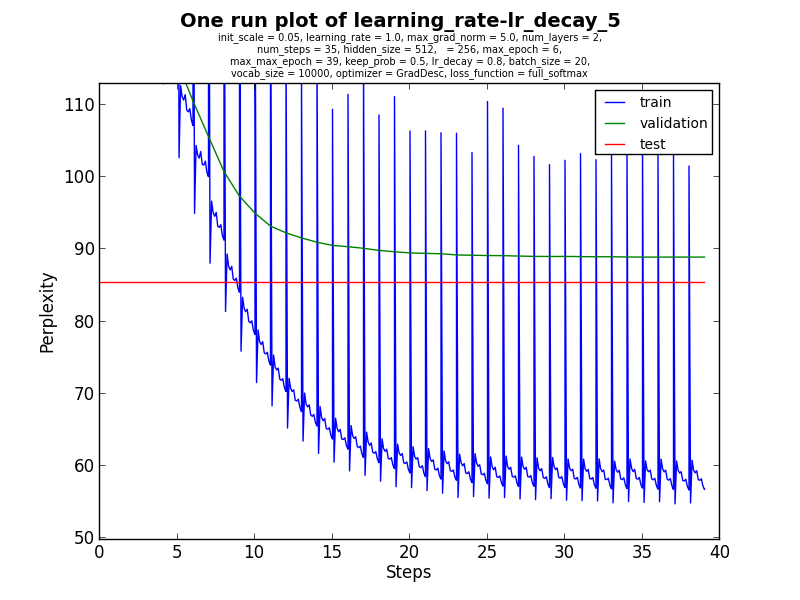 One run plot of learning_rate-lr_decay_5
init_scale = 0.05, learning_rate = 1.0, max_grad_norm = 5.0, num_layers = 2,
num_steps = 35, hidden_size = 512,   = 256, max_epoch = 6,
max_max_epoch = 39, keep_prob = 0.5, lr_decay = 0.8, batch_size = 20,
vocab_size = 10000, optimizer = GradDesc, loss_function = full_softmax
train
validation
test
110
100
90
80
70
60
50
Perplexity
0 5 10 15 20 25 30 35 40
Steps